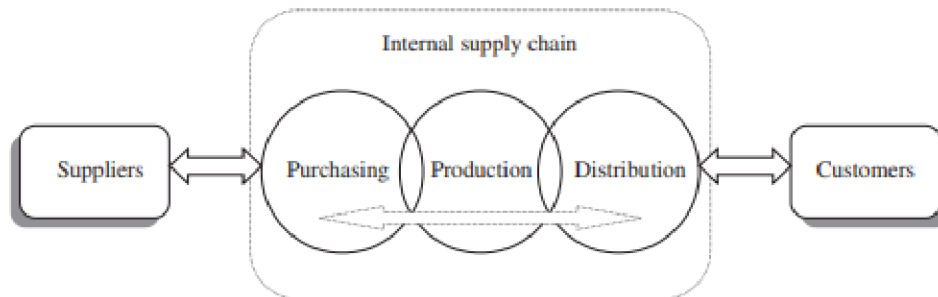 Internal supply chain
Suppliers
Purchasing
Production
Distribution
Customers